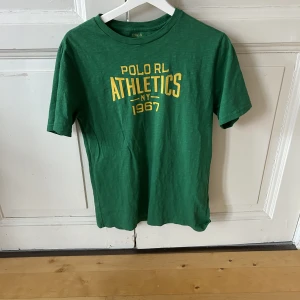 POLO RL
ATHLETICS
NY
1967